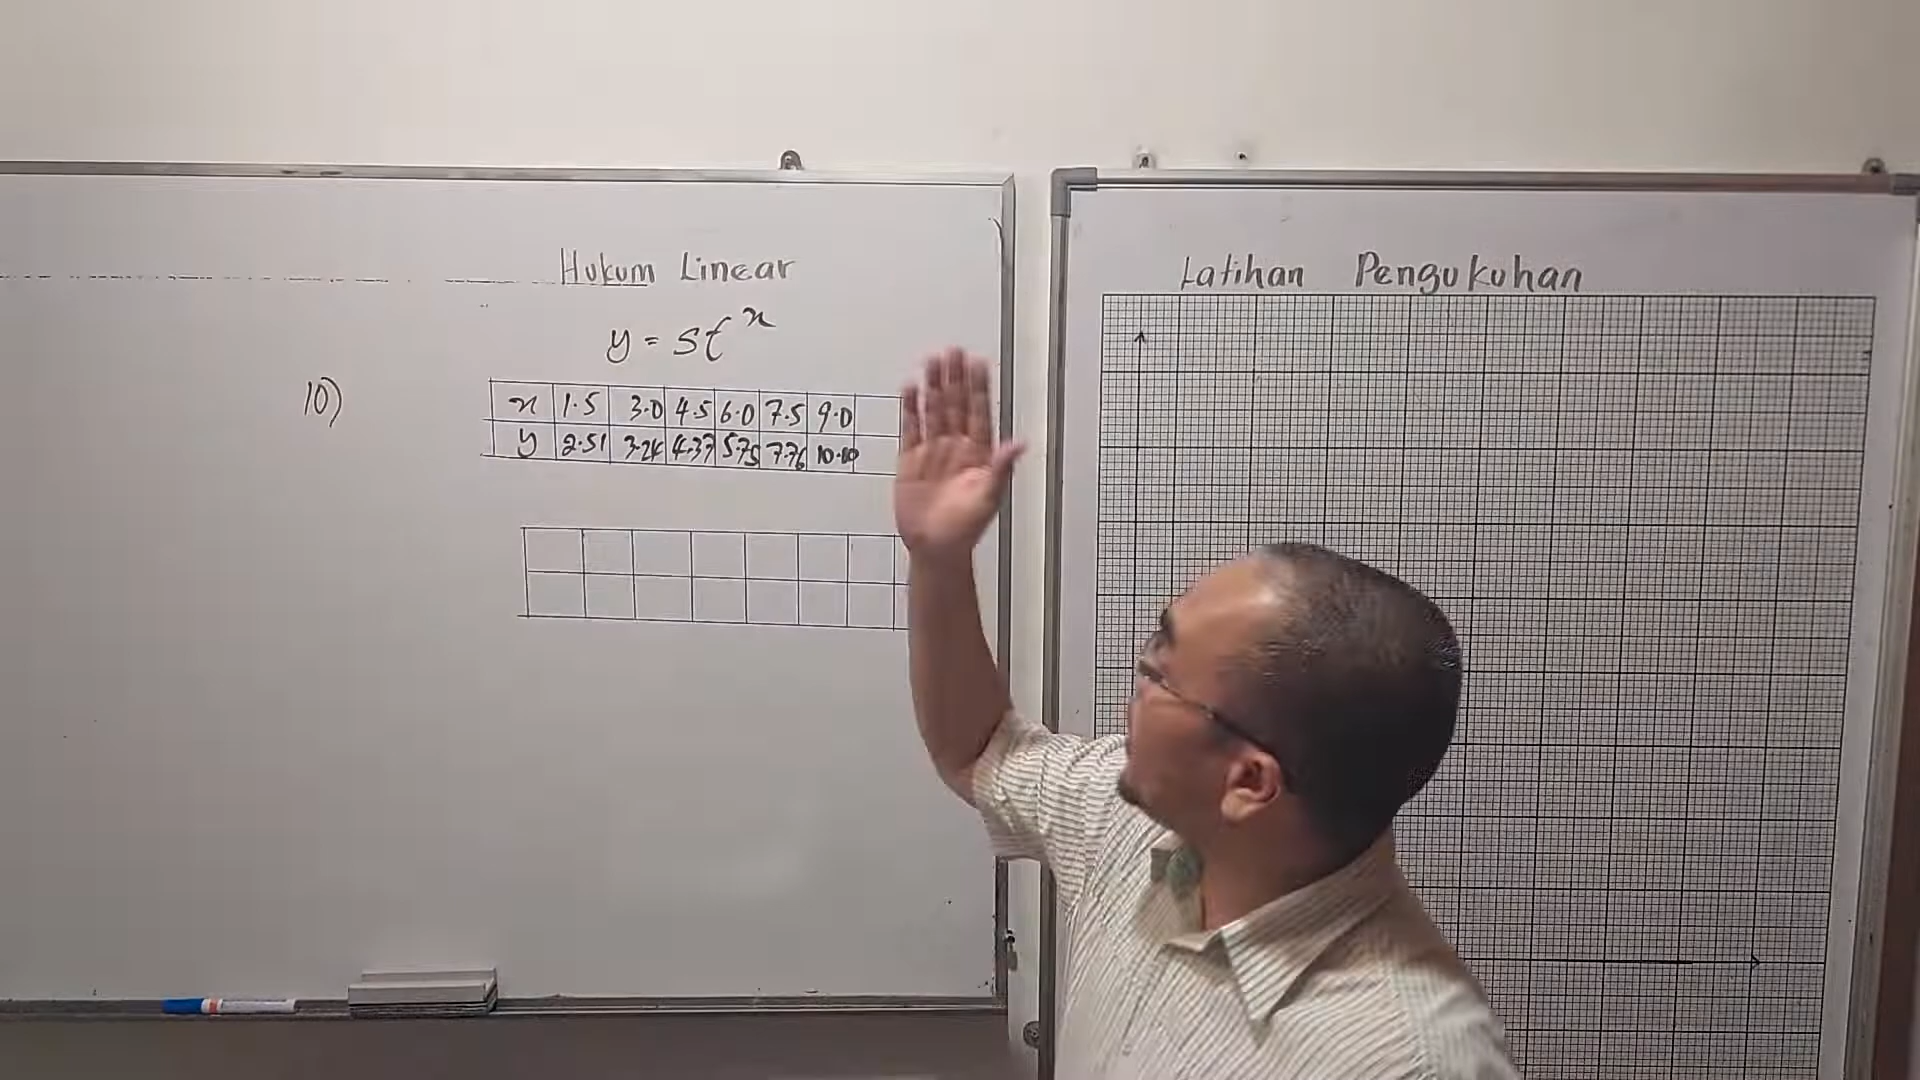 Hukum Linear
y = st^x
10)
x 1.5 3.0 4.5 6.0 7.5 9.0
y 2.51 3.24 4.37 5.75 7.76 10.00
Latihan Pengukuhan